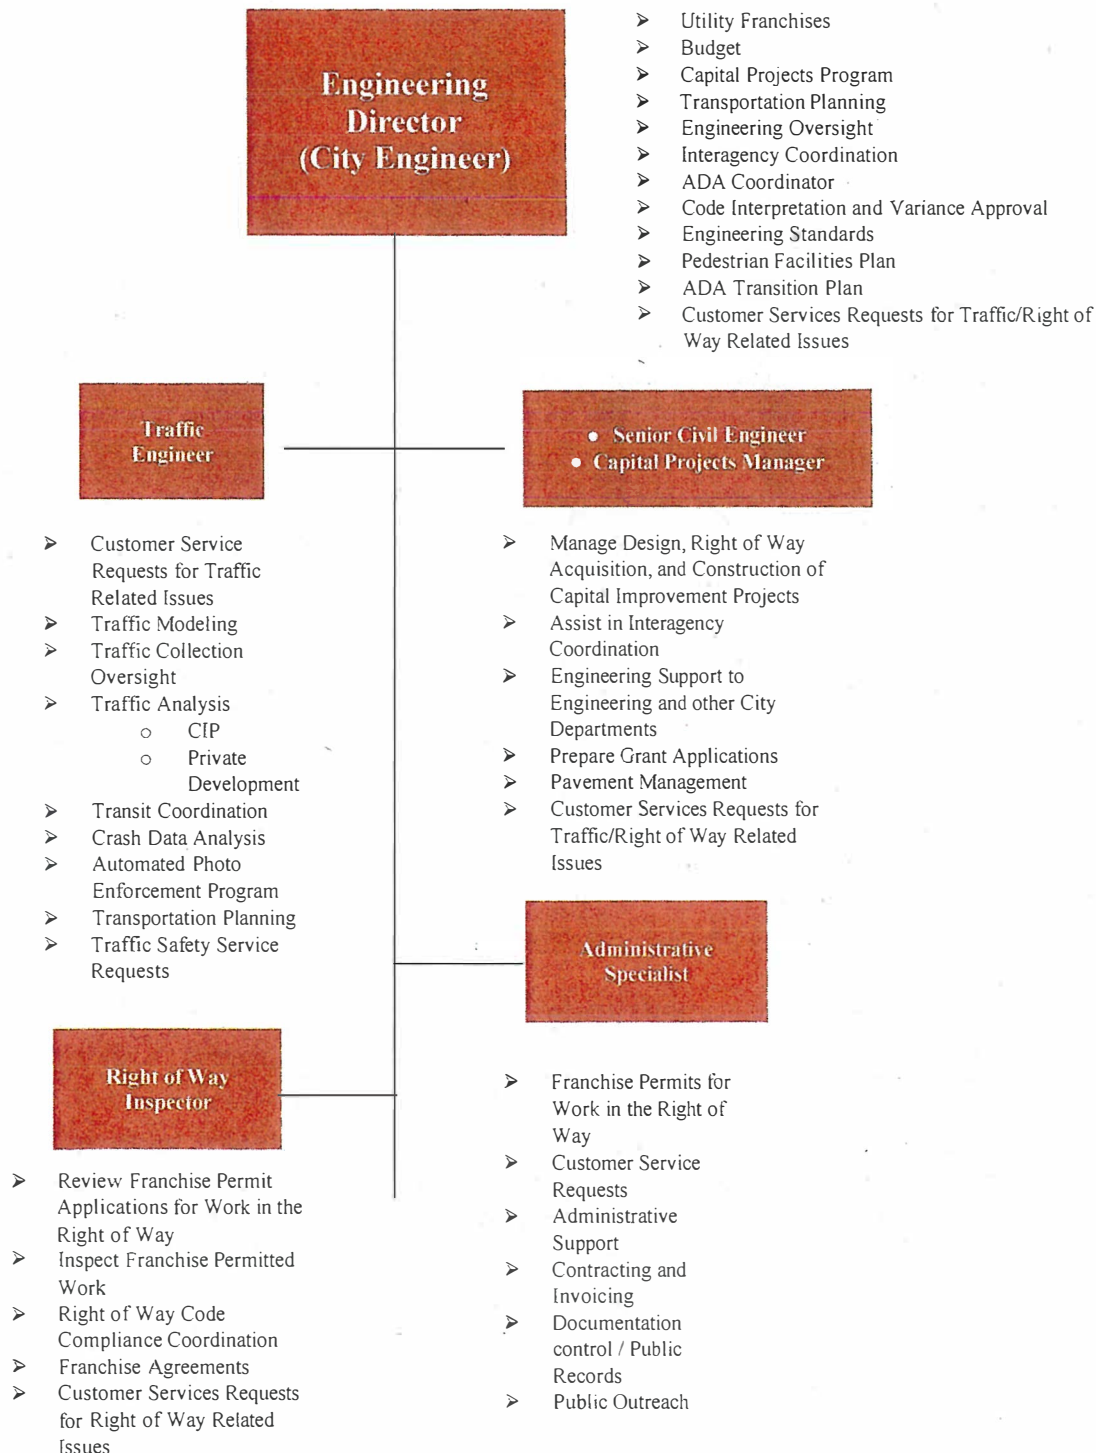 Engineering
Director
(City Engineer)
➢ Utility Franchises
➢ Budget
➢ Capital Projects Program
➢ Transportation Planning
➢ Engineering Oversight
➢ Interagency Coordination
➢ ADA Coordinator
➢ Code Interpretation and Variance Approval
➢ Engineering Standards
➢ Pedestrian Facilities Plan
➢ ADA Transition Plan
➢ Customer Services Requests for Traffic/Right of
Way Related Issues
Traffic
Engineer
➢ Customer Service
Requests for Traffic
Related Issues
➢ Traffic Modeling
➢ Traffic Collection
Oversight
➢ Traffic Analysis
o CIP
o Private
Development
➢ Transit Coordination
➢ Crash Data Analysis
➢ Automated Photo
Enforcement Program
➢ Transportation Planning
➢ Traffic Safety Service
Requests
• Senior Civil Engineer
• Capital Projects Manager
➢ Manage Design, Right of Way
Acquisition, and Construction of
Capital Improvement Projects
➢ Assist in Interagency
Coordination
➢ Engineering Support to
Engineering and other City
Departments
➢ Prepare Grant Applications
➢ Pavement Management
➢ Customer Services Requests for
Traffic/Right of Way Related
Issues
Right of Way
Inspector
➢ Review Franchise Permit
Applications for Work in the
Right of Way
➢ Inspect Franchise Permitted
Work
➢ Right of Way Code
Compliance Coordination
➢ Franchise Agreements
➢ Customer Services Requests
for Right of Way Related
Issues
Administrative
Specialist
➢ Franchise Permits for
Work in the Right of
Way
➢ Customer Service
Requests
➢ Administrative
Support
➢ Contracting and
Invoicing
➢ Documentation
control / Public
Records
➢ Public Outreach